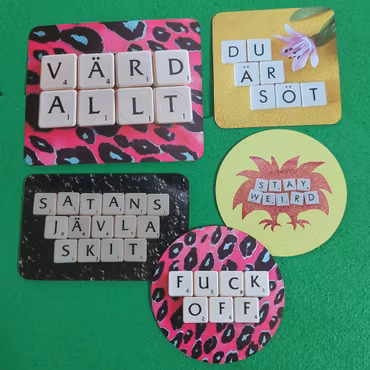 VÄRD
ALLT
DU
ÄR
SÖT
STAY
WEIRD
SATANS
JÄVLA
SKIT
FUCK
OFF